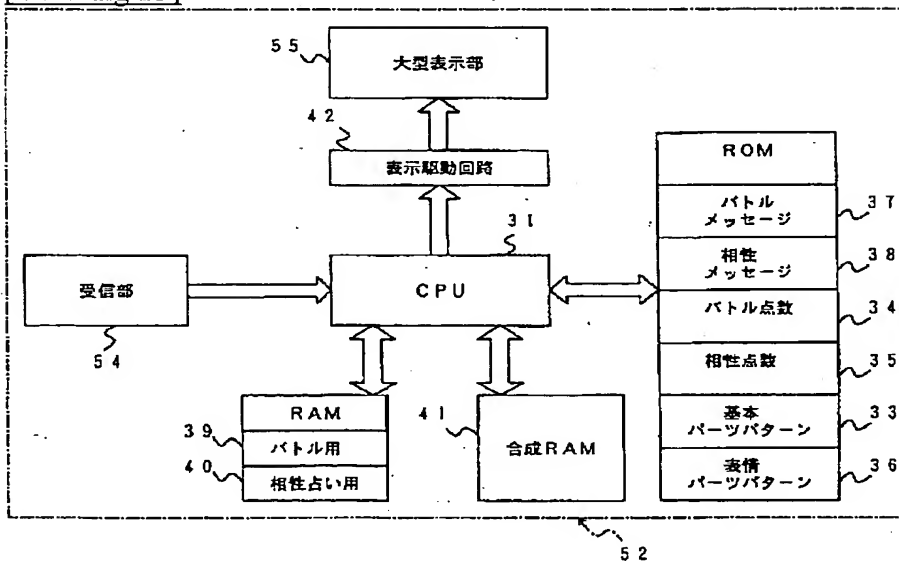 55
大型表示部
42
表示駆動回路
31
CPU
受信部
54
ROM
バトル
メッセージ
37
相性
メッセージ
38
バトル点数
34
相性点数
35
基本
パーツパターン
33
表情
パーツパターン
36
RAM
39
バトル用
40
相性占い用
41
合成RAM
52